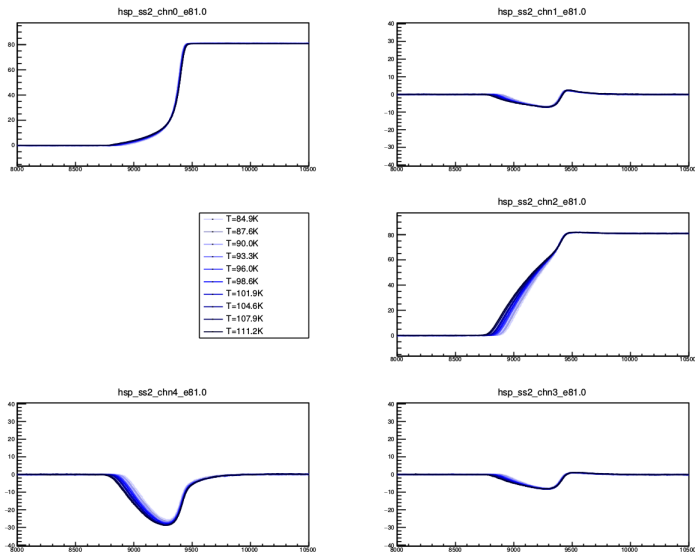 hsp_ss2_chn0_e81.0
80
60
40
20
0
8000 8500 9000 9500 10000 10500
hsp_ss2_chn1_e81.0
40
30
20
10
0
-10
-20
-30
-40
8000 8500 9000 9500 10000 10500
T=84.9K
T=87.6K
T=90.0K
T=93.3K
T=96.0K
T=98.6K
T=101.9K
T=104.6K
T=107.9K
T=111.2K
hsp_ss2_chn2_e81.0
80
60
40
20
0
8000 8500 9000 9500 10000 10500
hsp_ss2_chn4_e81.0
40
30
20
10
0
-10
-20
-30
-40
8000 8500 9000 9500 10000 10500
hsp_ss2_chn3_e81.0
40
30
20
10
0
-10
-20
-30
-40
8000 8500 9000 9500 10000 10500